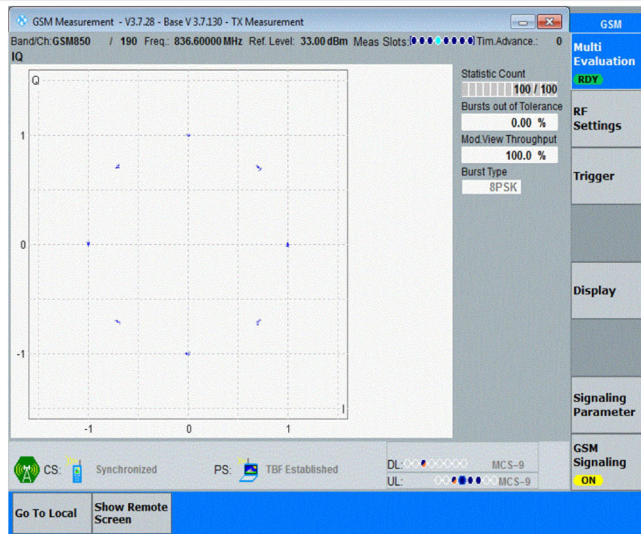 GSM Measurement - V3.7.28 - Base V 3.7.130 - TX Measurement
GSM
Band/Ch: GSM850 / 190 Freq.: 836.60000 MHz Ref. Level: 33.00 dBm Meas Slots: Tim.Advance.: 0
IQ
Multi
Evaluation
RDY
Q
Statistic Count
100 / 100
Bursts out of Tolerance
0.00 %
Mod.View Throughput
100.0 %
Burst Type
8PSK
RF
Settings
Trigger
Display
1
0
-1
I
-1 0 1
Signaling
Parameter
GSM
Signaling
ON
CS: Synchronized PS: TBF Established
DL: MCS-9
UL: MCS-9
Go To Local
Show Remote
Screen